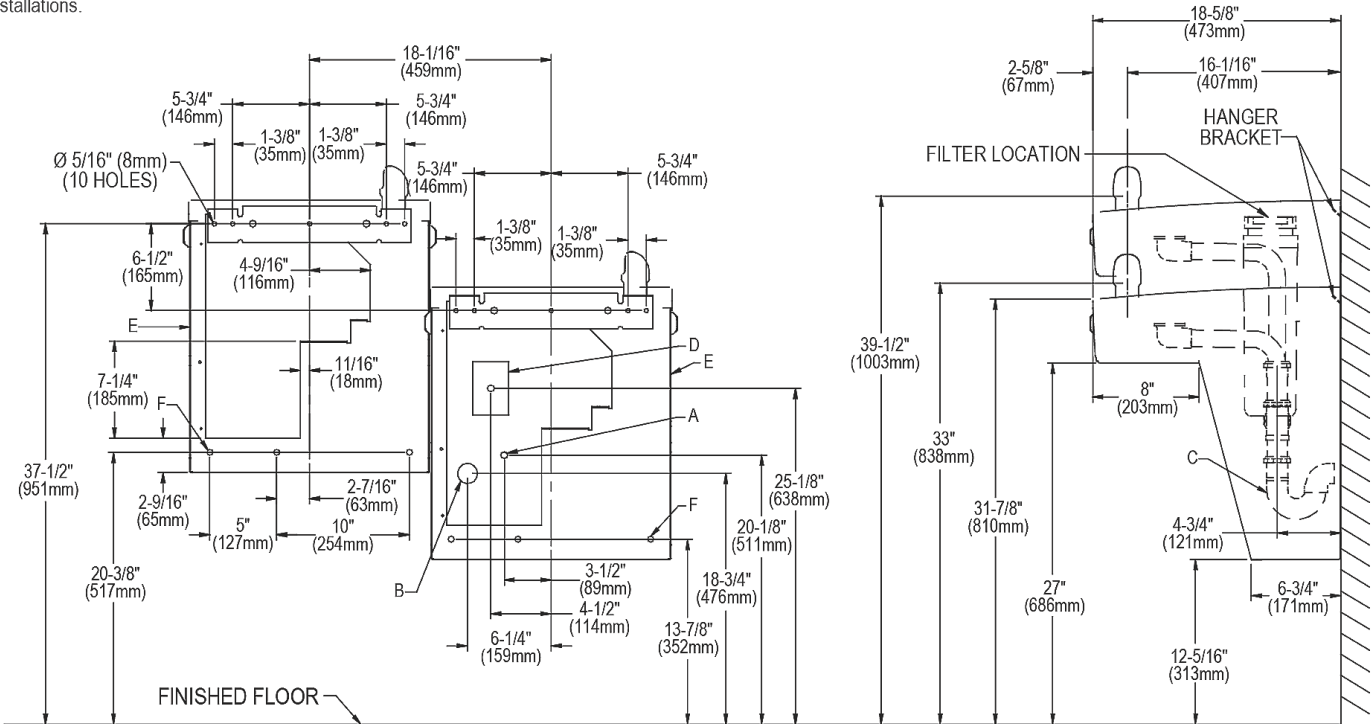 stallations.
18-1/16"
(459mm)
5-3/4"
(146mm)
5-3/4"
(146mm)
1-3/8"
(35mm)
1-3/8"
(35mm)
Ø 5/16" (8mm)
(10 HOLES)
5-3/4"
(146mm)
5-3/4"
(146mm)
1-3/8"
(35mm)
1-3/8"
(35mm)
6-1/2"
(165mm)
4-9/16"
(116mm)
E
11/16"
(18mm)
7-1/4"
(185mm)
F
D
E
A
37-1/2"
(951mm)
2-9/16"
(65mm)
2-7/16"
(63mm)
5"
(127mm)
10"
(254mm)
25-1/8"
(638mm)
F
20-1/8"
(511mm)
20-3/8"
(517mm)
B
3-1/2"
(89mm)
18-3/4"
(476mm)
4-1/2"
(114mm)
6-1/4"
(159mm)
13-7/8"
(352mm)
FINISHED FLOOR
18-5/8"
(473mm)
2-5/8"
(67mm)
16-1/16"
(407mm)
HANGER
BRACKET
FILTER LOCATION
39-1/2"
(1003mm)
8"
(203mm)
33"
(838mm)
C
31-7/8"
(810mm)
4-3/4"
(121mm)
27"
(686mm)
6-3/4"
(171mm)
12-5/16"
(313mm)